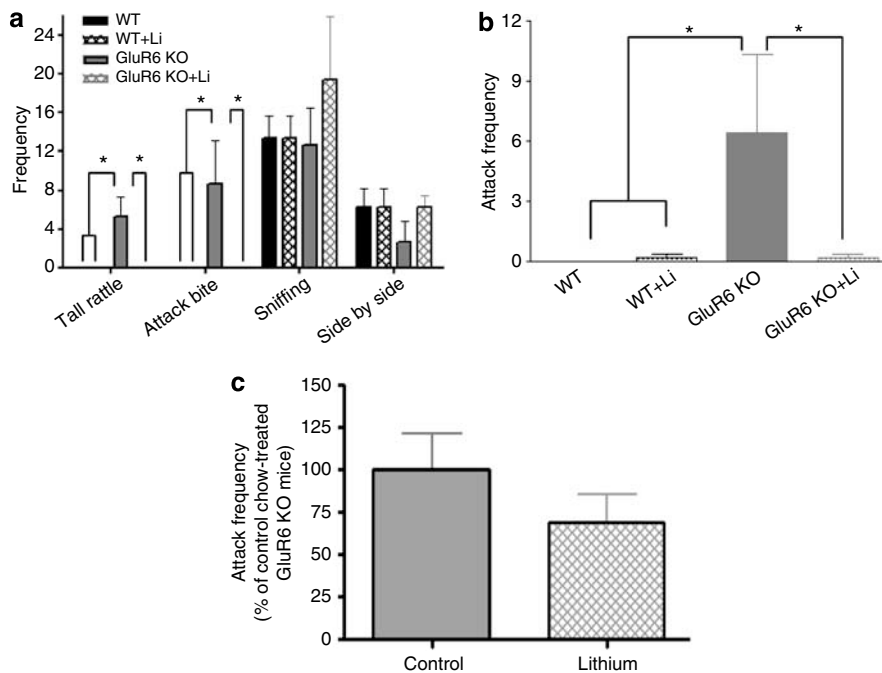 a
WT
WT+Li
GluR6 KO
GluR6 KO+Li
Frequency
24
20
16
12
8
4
0
*
*
*
*
Tall rattle
Attack bite
Sniffing
Side by side
b
Attack frequency
12
9
6
3
0
*
*
WT
WT+Li
GluR6 KO
GluR6 KO+Li
c
Attack frequency
(% of control chow-treated
GluR6 KO mice)
150
125
100
75
50
25
0
Control
Lithium